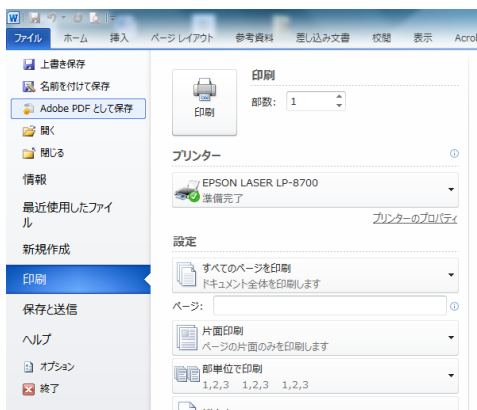 ファイル ホーム 挿入 ページ レイアウト 参考資料 差し込み文書 校閲 表示 Acro
上書き保存
名前を付けて保存
Adobe PDF として保存
開く
閉じる
情報
最近使用したファイ
ル
新規作成
印刷
保存と送信
ヘルプ
オプション
終了
印刷
印刷
部数: 1
プリンター
EPSON LASER LP-8700
準備完了
プリンターのプロパティ
設定
すべてのページを印刷
ドキュメント全体を印刷します
ページ:
片面印刷
ページの片面のみを印刷します
部単位で印刷
1,2,3 1,2,3 1,2,3